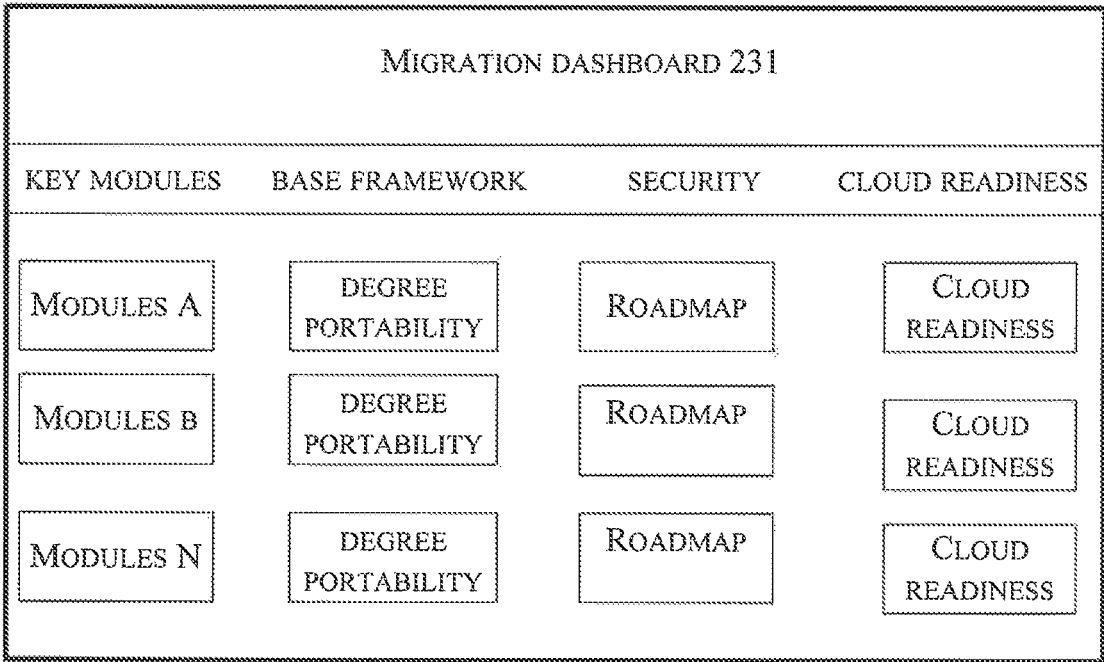 MIGRATION DASHBOARD 231
KEY MODULES BASE FRAMEWORK SECURITY CLOUD READINESS
MODULES A DEGREE PORTABILITY ROADMAP CLOUD READINESS
MODULES B DEGREE PORTABILITY ROADMAP CLOUD READINESS
MODULES N DEGREE PORTABILITY ROADMAP CLOUD READINESS